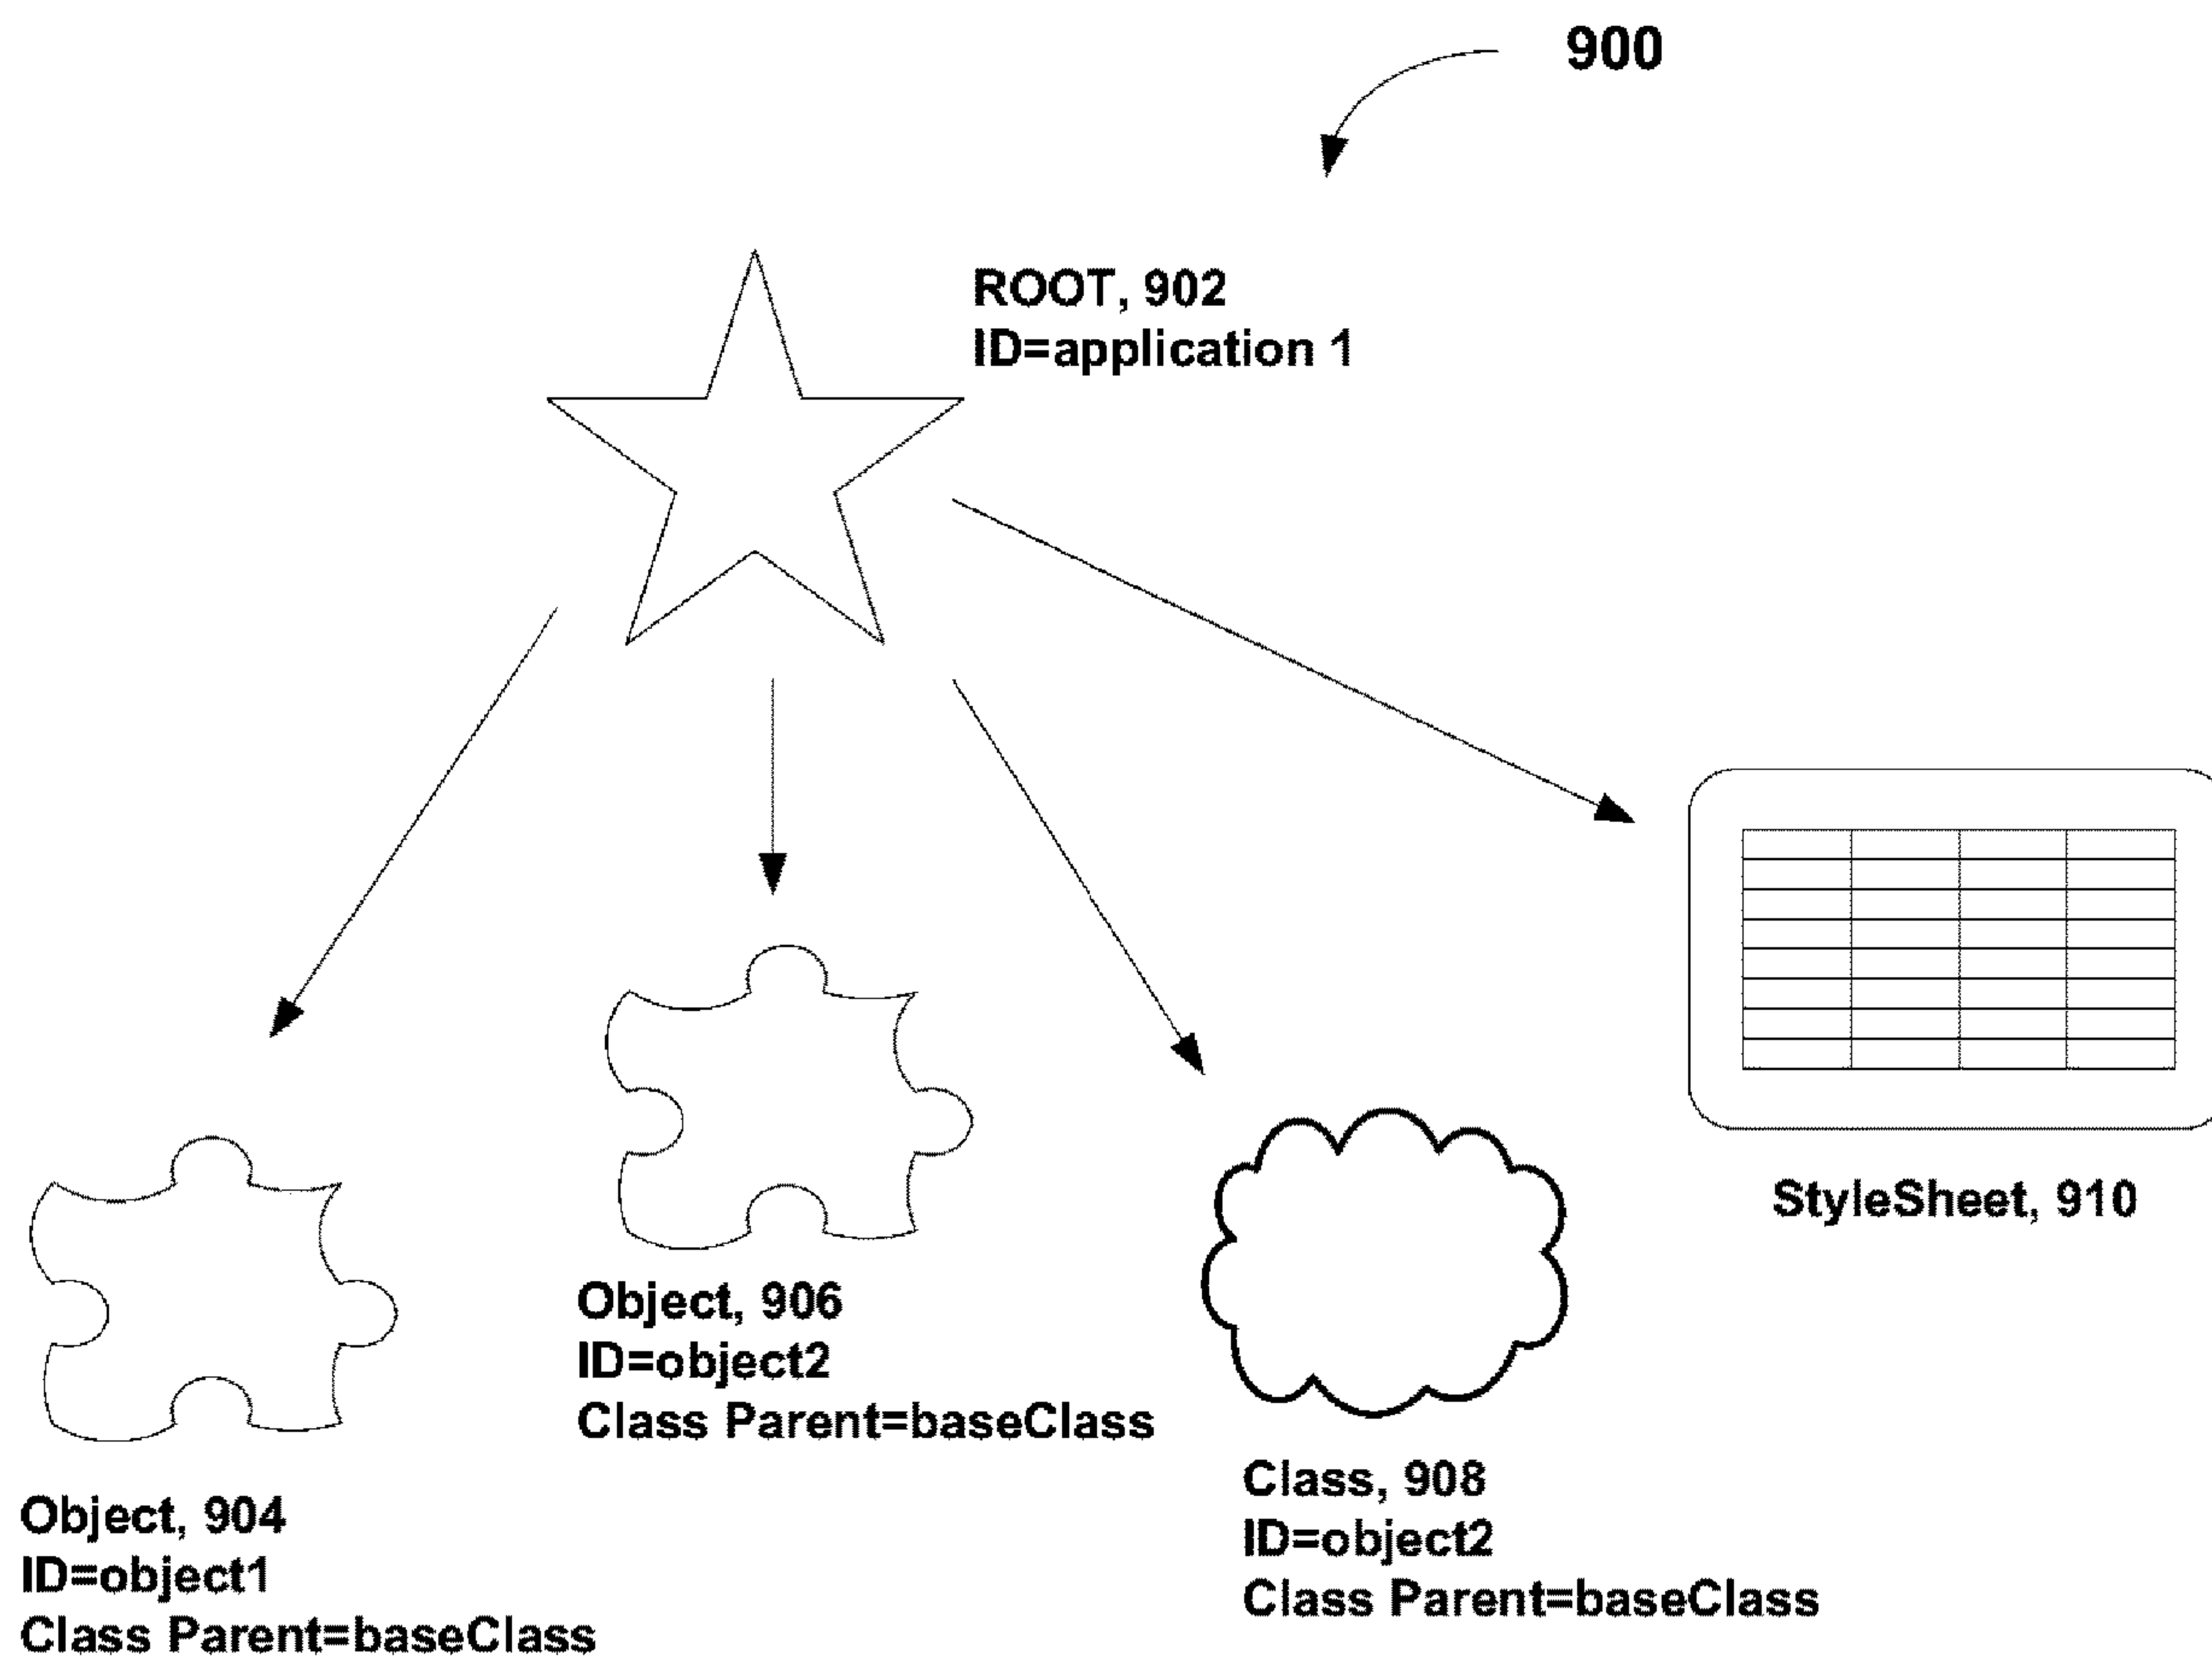 900
ROOT, 902
ID=application 1
StyleSheet, 910
Object, 906
ID=object2
Class Parent=baseClass
Class, 908
ID=object2
Class Parent=baseClass
Object, 904
ID=object1
Class Parent=baseClass